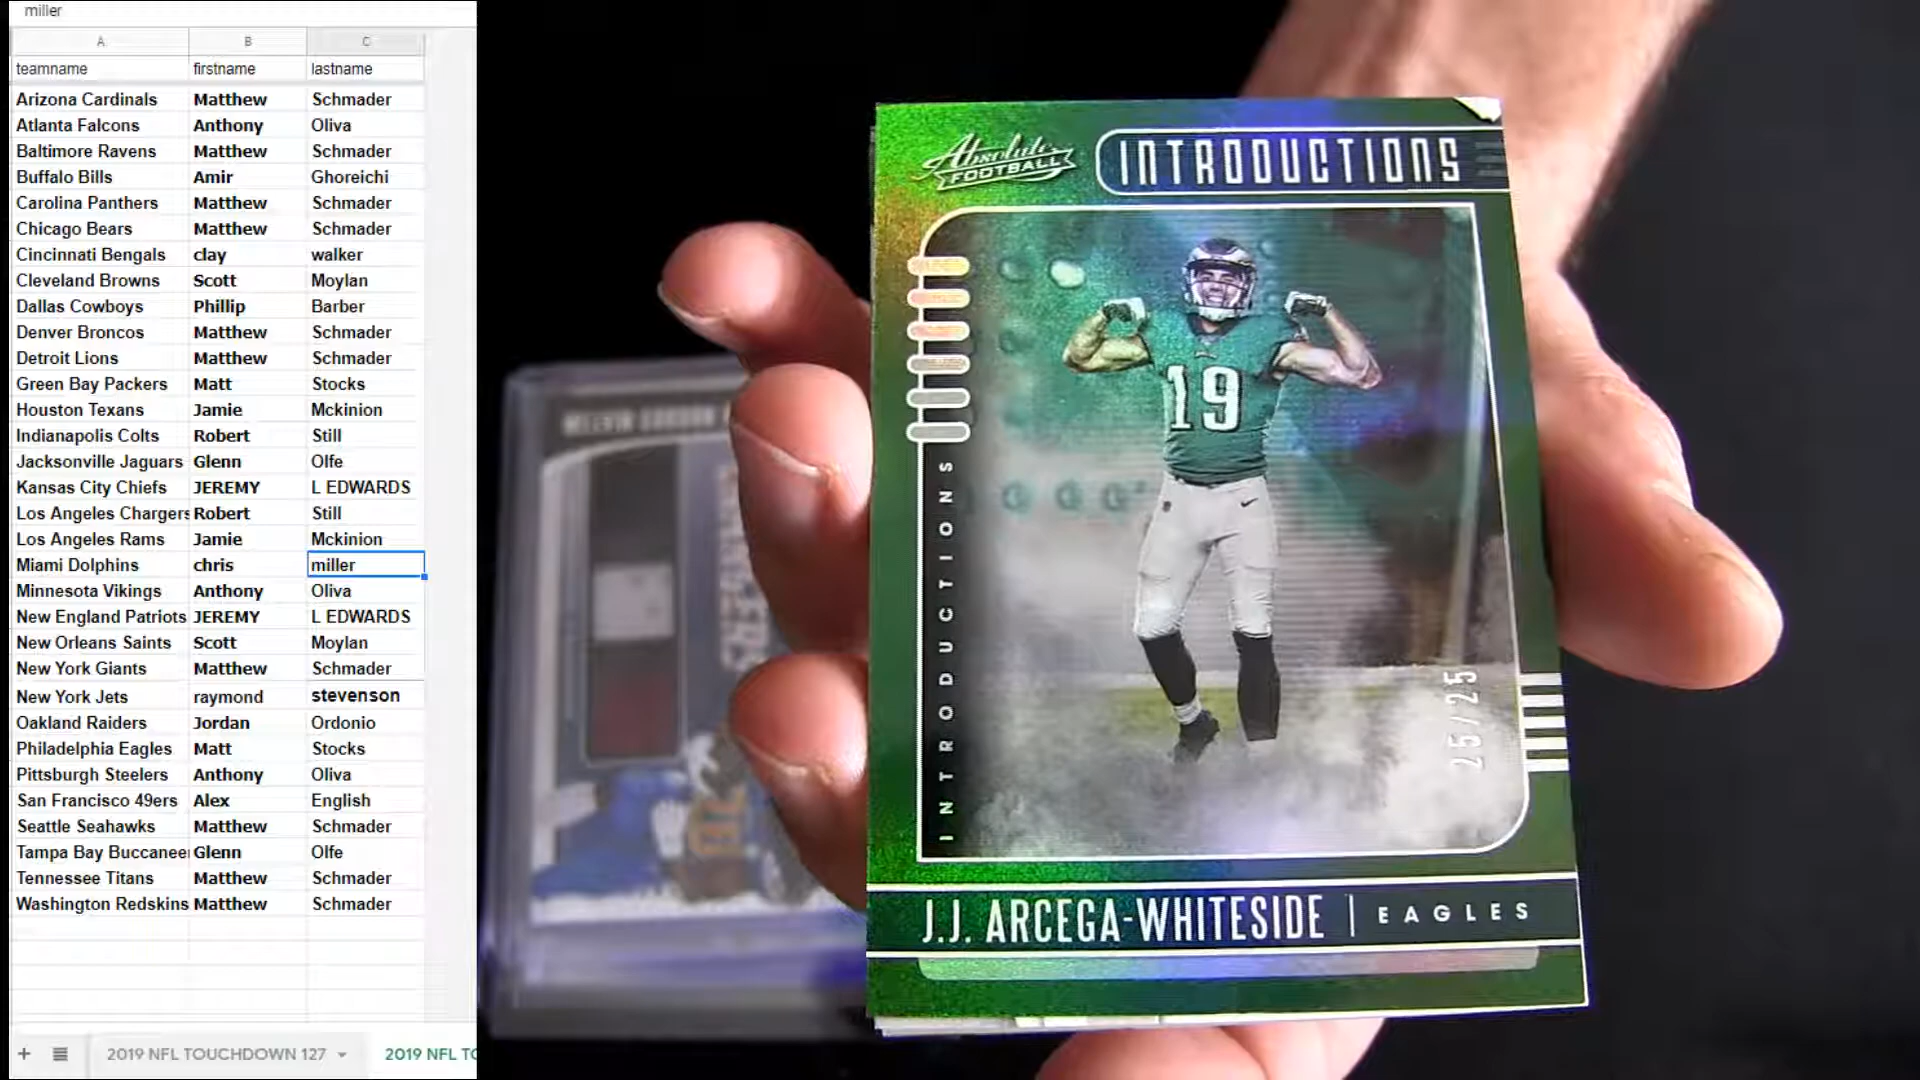 miller
A B C
teamname firstname lastname
Arizona Cardinals Matthew Schmader
Atlanta Falcons Anthony Oliva
Baltimore Ravens Matthew Schmader
Buffalo Bills Amir Ghoreichi
Carolina Panthers Matthew Schmader
Chicago Bears Matthew Schmader
Cincinnati Bengals clay walker
Cleveland Browns Scott Moylan
Dallas Cowboys Phillip Barber
Denver Broncos Matthew Schmader
Detroit Lions Matthew Schmader
Green Bay Packers Matt Stocks
Houston Texans Jamie Mckinion
Indianapolis Colts Robert Still
Jacksonville Jaguars Glenn Olfe
Kansas City Chiefs JEREMY L EDWARDS
Los Angeles Chargers Robert Still
Los Angeles Rams Jamie Mckinion
Miami Dolphins chris miller
Minnesota Vikings Anthony Oliva
New England Patriots JEREMY L EDWARDS
New Orleans Saints Scott Moylan
New York Giants Matthew Schmader
New York Jets raymond stevenson
Oakland Raiders Jordan Ordonio
Philadelphia Eagles Matt Stocks
Pittsburgh Steelers Anthony Oliva
San Francisco 49ers Alex English
Seattle Seahawks Matthew Schmader
Tampa Bay Buccanee Glenn Olfe
Tennessee Titans Matthew Schmader
Washington Redskins Matthew Schmader
+ 2019 NFL TOUCHDOWN 127 2019 NFL TO
Absolute
FOOTBALL
INTRODUCTIONS
19
INTRODUCTIONS
25/25
J.J. ARCEGA-WHITESIDE | EAGLES